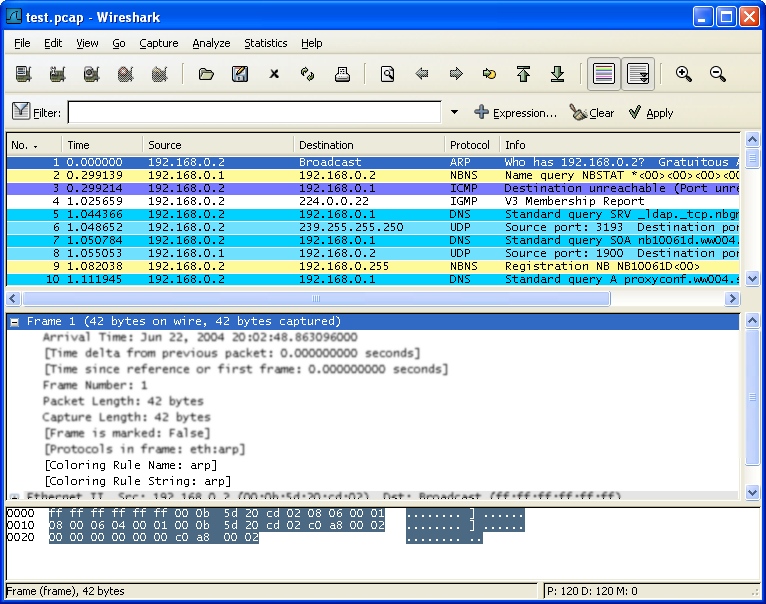 test.pcap - Wireshark
File Edit View Go Capture Analyze Statistics Help
Filter: Expression... Clear Apply
No. . Time Source Destination Protocol Info
1 0.000000 192.168.0.2 Broadcast ARP Who has 192.168.0.2? Gratuitous A
2 0.299139 192.168.0.1 192.168.0.2 NBNS Name query NBSTAT *<00><00><00><00
3 0.299214 192.168.0.2 192.168.0.1 ICMP Destination unreachable (Port unre
4 1.025659 192.168.0.2 224.0.0.22 IGMP V3 Membership Report
5 1.044366 192.168.0.2 192.168.0.1 DNS Standard query SRV _ldap._tcp.nbgm
6 1.048652 192.168.0.2 239.255.255.250 UDP Source port: 3193 Destination por
7 1.050784 192.168.0.2 192.168.0.1 DNS Standard query SOA nb10061d.ww004.
8 1.055053 192.168.0.1 192.168.0.2 UDP Source port: 1900 Destination por
9 1.082038 192.168.0.2 192.168.0.255 NBNS Registration NB NB10061D<00>
10 1.111945 192.168.0.2 192.168.0.1 DNS Standard query A proxyconf.ww004.s
Frame 1 (42 bytes on wire, 42 bytes captured)
Arrival Time: Jun 22, 2004 20:02:48.863096000
[Time delta from previous packet: 0.000000000 seconds]
[Time since reference or first frame: 0.000000000 seconds]
Frame Number: 1
Packet Length: 42 bytes
Capture Length: 42 bytes
[Frame is marked: False]
[Protocols in frame: eth:arp]
[Coloring Rule Name: arp]
[Coloring Rule String: arp]
Ethernet II, Src: 192.168.0.2 (00:0b:5d:20:cd:02), Dst: Broadcast (ff:ff:ff:ff:ff:ff)
0000 ff ff ff ff ff ff 00 0b 5d 20 cd 02 08 06 00 01 ........ ] ......
0010 08 00 06 04 00 01 00 0b 5d 20 cd 02 c0 a8 00 02 ........ ] ......
0020 00 00 00 00 00 00 c0 a8 00 02 ........ ..
Frame (frame), 42 bytes P: 120 D: 120 M: 0